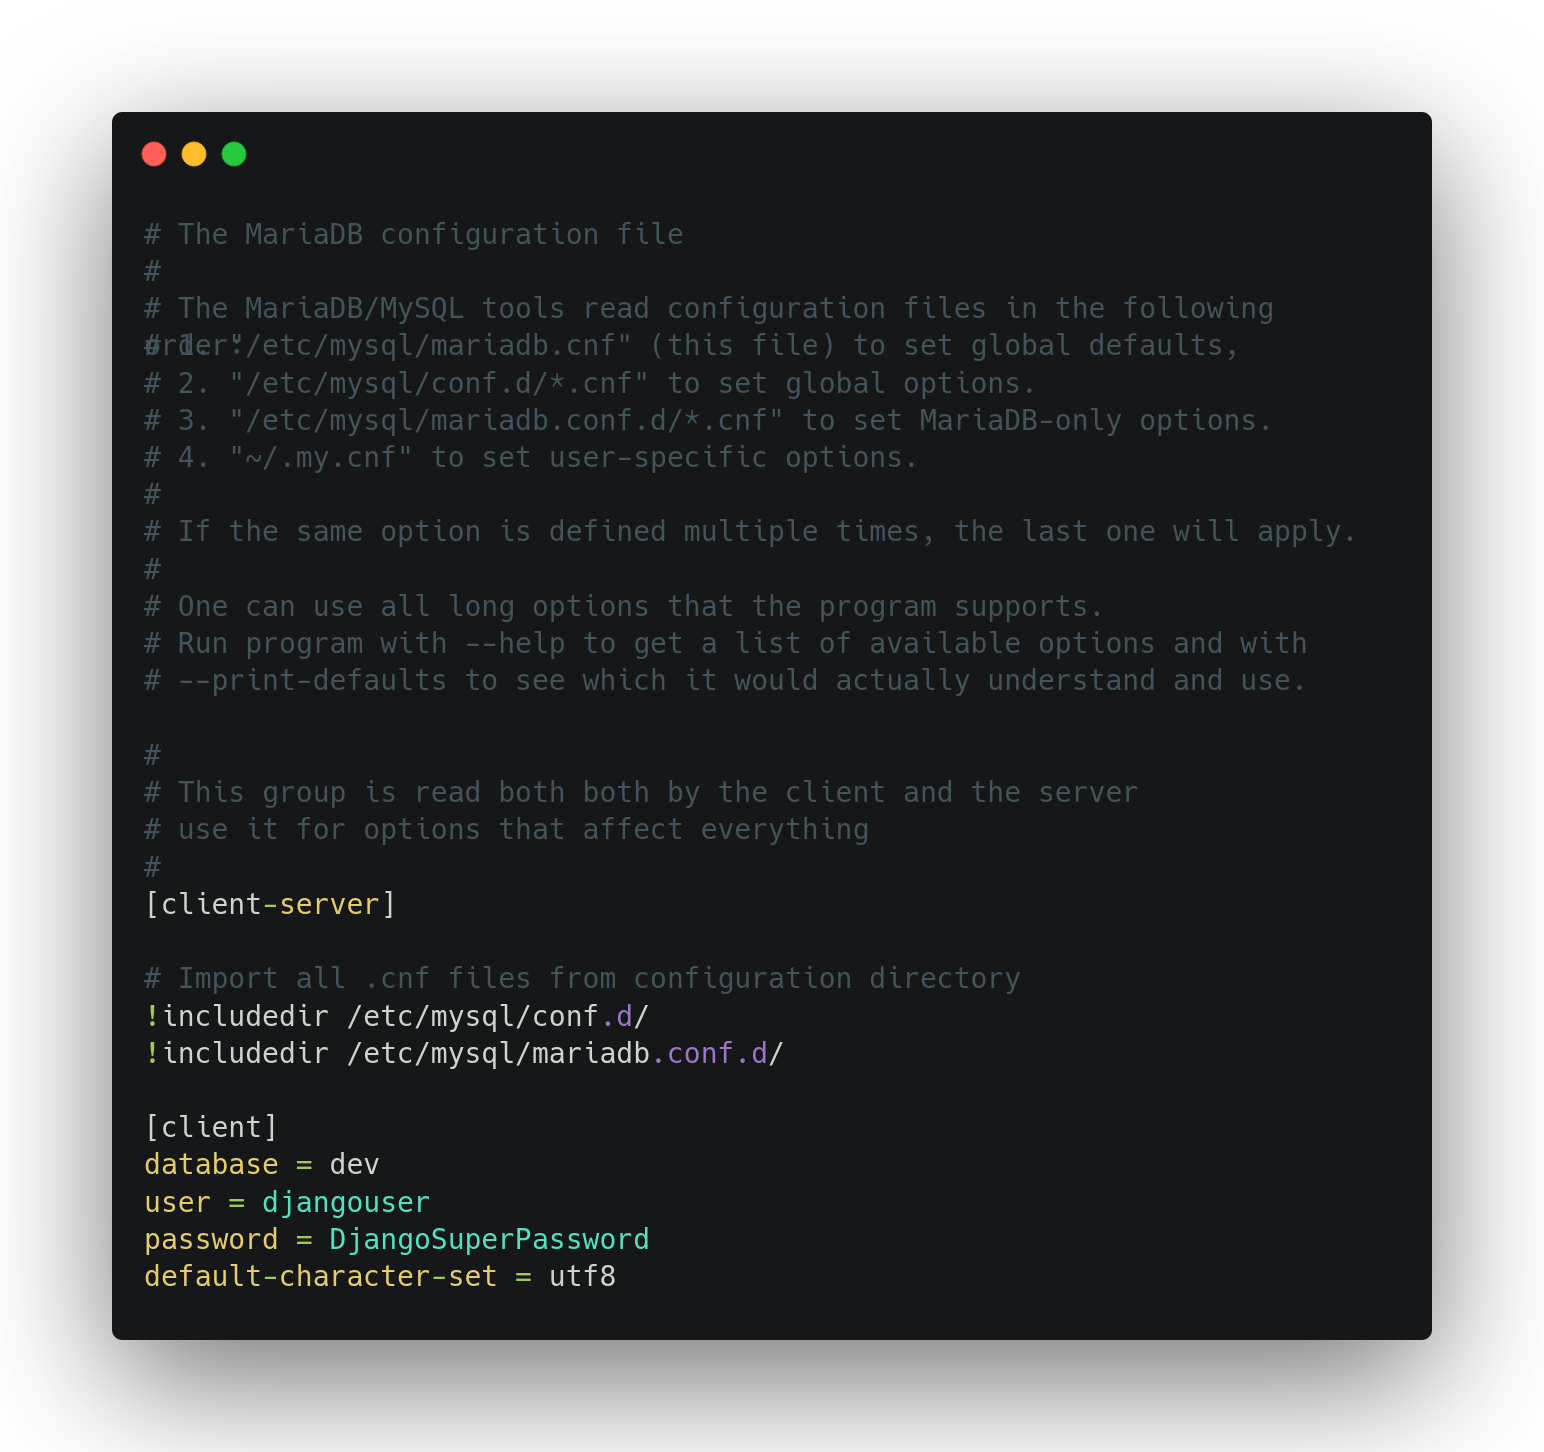 # The MariaDB configuration file
#
# The MariaDB/MySQL tools read configuration files in the following
order:
# 1. "/etc/mysql/mariadb.cnf" (this file) to set global defaults,
# 2. "/etc/mysql/conf.d/*.cnf" to set global options.
# 3. "/etc/mysql/mariadb.conf.d/*.cnf" to set MariaDB-only options.
# 4. "~/.my.cnf" to set user-specific options.
#
# If the same option is defined multiple times, the last one will apply.
#
# One can use all long options that the program supports.
# Run program with --help to get a list of available options and with
# --print-defaults to see which it would actually understand and use.

#
# This group is read both both by the client and the server
# use it for options that affect everything
#
[client-server]

# Import all .cnf files from configuration directory
!includedir /etc/mysql/conf.d/
!includedir /etc/mysql/mariadb.conf.d/

[client]
database = dev
user = djangouser
password = DjangoSuperPassword
default-character-set = utf8